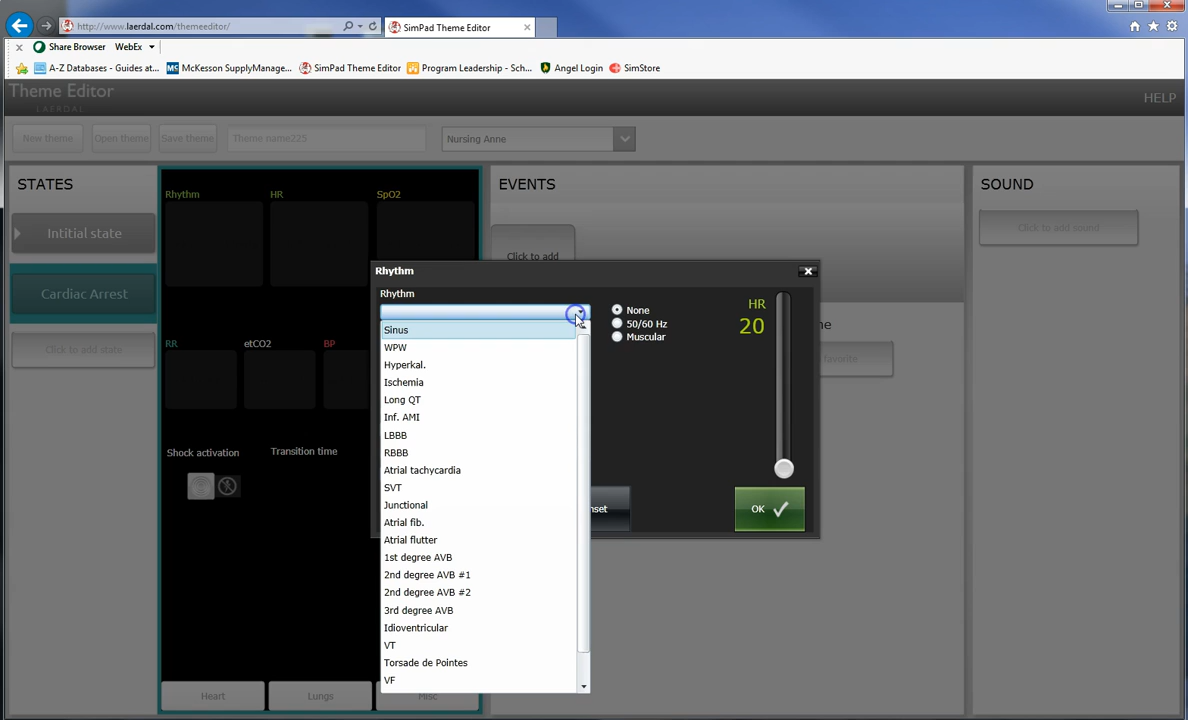 http://www.laerdal.com/themeeditor/
SimPad Theme Editor
Share Browser WebEx
A-Z Databases - Guides at...
McKesson SupplyManage...
SimPad Theme Editor
Program Leadership - Sch...
Angel Login
SimStore
Theme Editor
LAERDAL
HELP
New theme
Open theme
Save theme
Theme name225
Nursing Anne
STATES
Rhythm
HR
SpO2
EVENTS
SOUND
Intitial state
Click to add sound
Click to add
Cardiac Arrest
Click to add state
RR
etCO2
BP
favorite
Shock activation
Transition time
Heart
Lungs
Misc
Rhythm
Rhythm
Sinus
WPW
Hyperkal.
Ischemia
Long QT
Inf. AMI
LBBB
RBBB
Atrial tachycardia
SVT
Junctional
Atrial fib.
Atrial flutter
1st degree AVB
2nd degree AVB #1
2nd degree AVB #2
3rd degree AVB
Idioventricular
VT
Torsade de Pointes
VF
None
50/60 Hz
Muscular
HR
20
OK